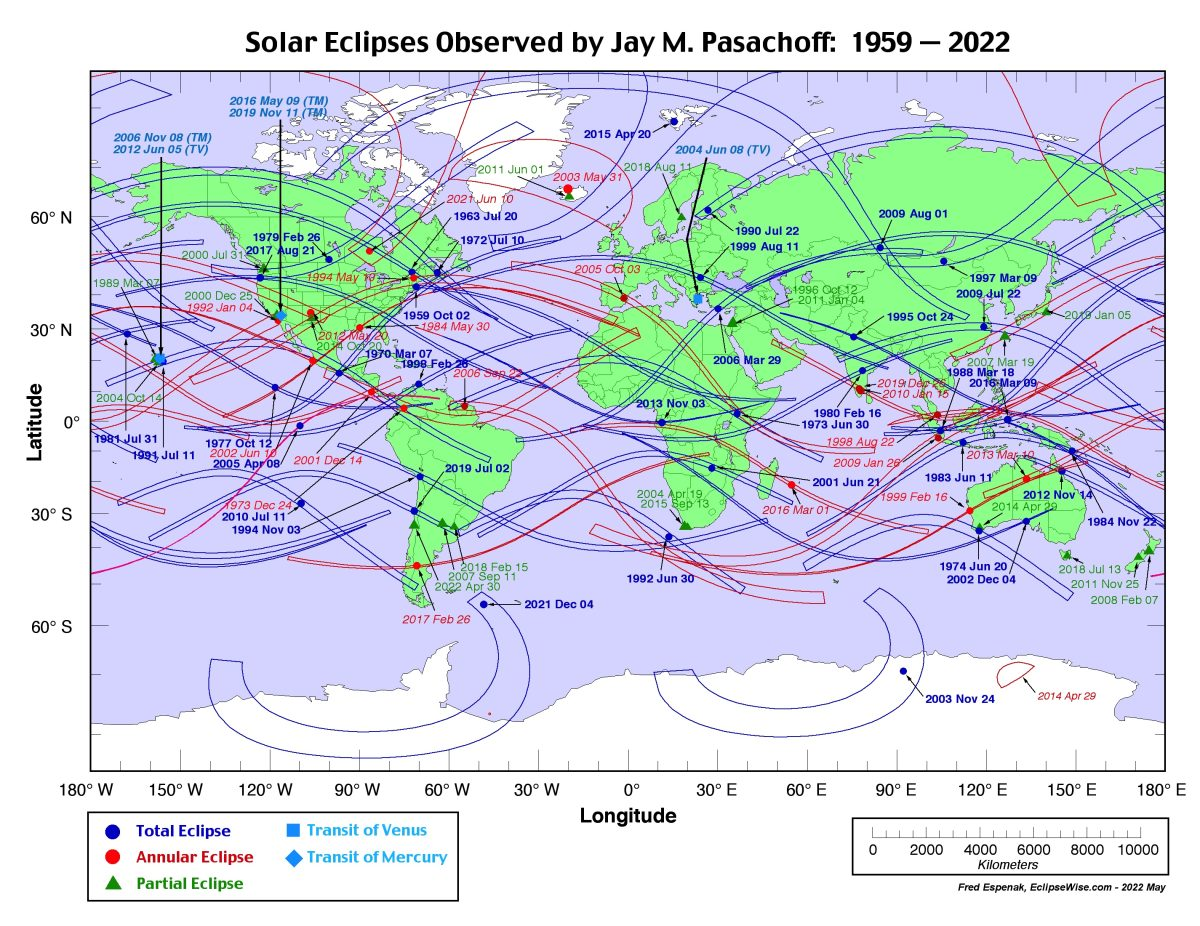 Solar Eclipses Observed by Jay M. Pasachoff: 1959 – 2022
2016 May 09 (TM)
2019 Nov 11 (TM)
2006 Nov 08 (TM)
2012 Jun 05 (TV)
2015 Apr 20
2004 Jun 08 (TV)
2011 Jun 01
2003 May 31
2018 Aug 11
2021 Jun 10
1963 Jul 20
1972 Jul 10
1990 Jul 22
1999 Aug 11
2009 Aug 01
1979 Feb 26
2017 Aug 21
2000 Jul 31
1989 Mar 07
1994 May 10
2005 Oct 03
1997 Mar 09
2009 Jul 22
1996 Oct 12
2011 Jan 04
2000 Dec 25
1992 Jan 04
1959 Oct 02
1984 May 30
2012 May 20
2014 Oct 20
1995 Oct 24
2019 Jan 05
1970 Mar 07
1998 Feb 26
2006 Sep 22
2006 Mar 29
2007 Mar 19
1988 Mar 18
2016 Mar 09
2019 Dec 26
2010 Jan 15
2004 Oct 14
2013 Nov 03
1980 Feb 16
1973 Jun 30
1981 Jul 31
1991 Jul 11
1977 Oct 12
2002 Jun 10
2005 Apr 08
2001 Dec 14
2019 Jul 02
1998 Aug 22
2009 Jan 26
2013 Mar 10
1983 Jun 11
2001 Jun 21
2016 Mar 01
1999 Feb 16
2012 Nov 14
2014 Apr 29
1984 Nov 22
2004 Apr 19
2015 Sep 13
1973 Dec 24
2010 Jul 11
1994 Nov 03
1992 Jun 30
1974 Jun 20
2002 Dec 04
2018 Jul 13
2011 Nov 25
2008 Feb 07
2018 Feb 15
2007 Sep 11
2022 Apr 30
2017 Feb 26
2021 Dec 04
2003 Nov 24
2014 Apr 29
Latitude
60° N
30° N
0°
30° S
60° S
180° W
150° W
120° W
90° W
60° W
30° W
0°
30° E
60° E
90° E
120° E
150° E
180° E
Longitude
Total Eclipse
Annular Eclipse
Partial Eclipse
Transit of Venus
Transit of Mercury
0 2000 4000 6000 8000 10000
Kilometers
Fred Espenak, EclipseWise.com - 2022 May